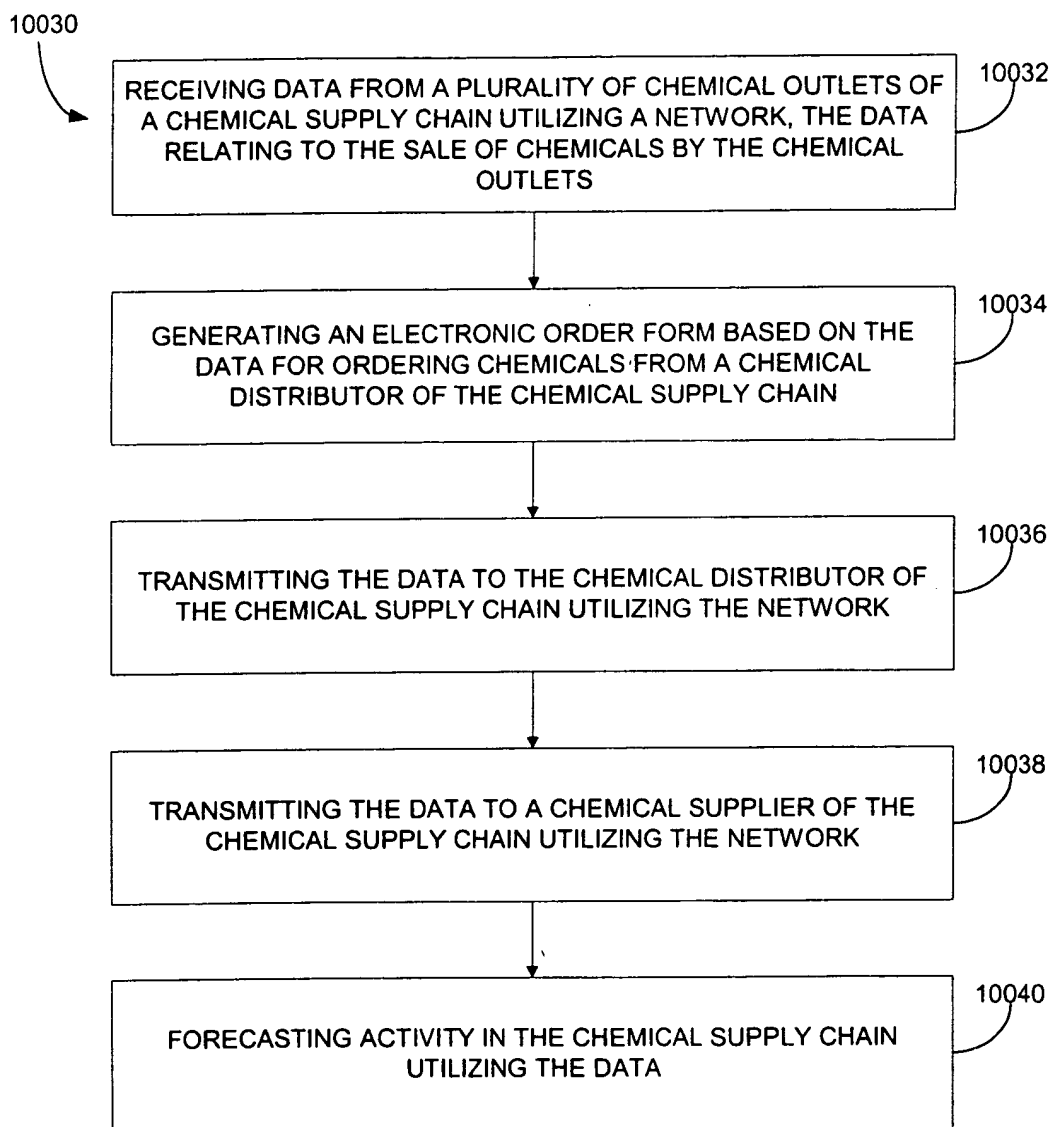 10030
RECEIVING DATA FROM A PLURALITY OF CHEMICAL OUTLETS OF
A CHEMICAL SUPPLY CHAIN UTILIZING A NETWORK, THE DATA
RELATING TO THE SALE OF CHEMICALS BY THE CHEMICAL
OUTLETS
10032
GENERATING AN ELECTRONIC ORDER FORM BASED ON THE
DATA FOR ORDERING CHEMICALS FROM A CHEMICAL
DISTRIBUTOR OF THE CHEMICAL SUPPLY CHAIN
10034
TRANSMITTING THE DATA TO THE CHEMICAL DISTRIBUTOR OF
THE CHEMICAL SUPPLY CHAIN UTILIZING THE NETWORK
10036
TRANSMITTING THE DATA TO A CHEMICAL SUPPLIER OF THE
CHEMICAL SUPPLY CHAIN UTILIZING THE NETWORK
10038
FORECASTING ACTIVITY IN THE CHEMICAL SUPPLY CHAIN
UTILIZING THE DATA
10040